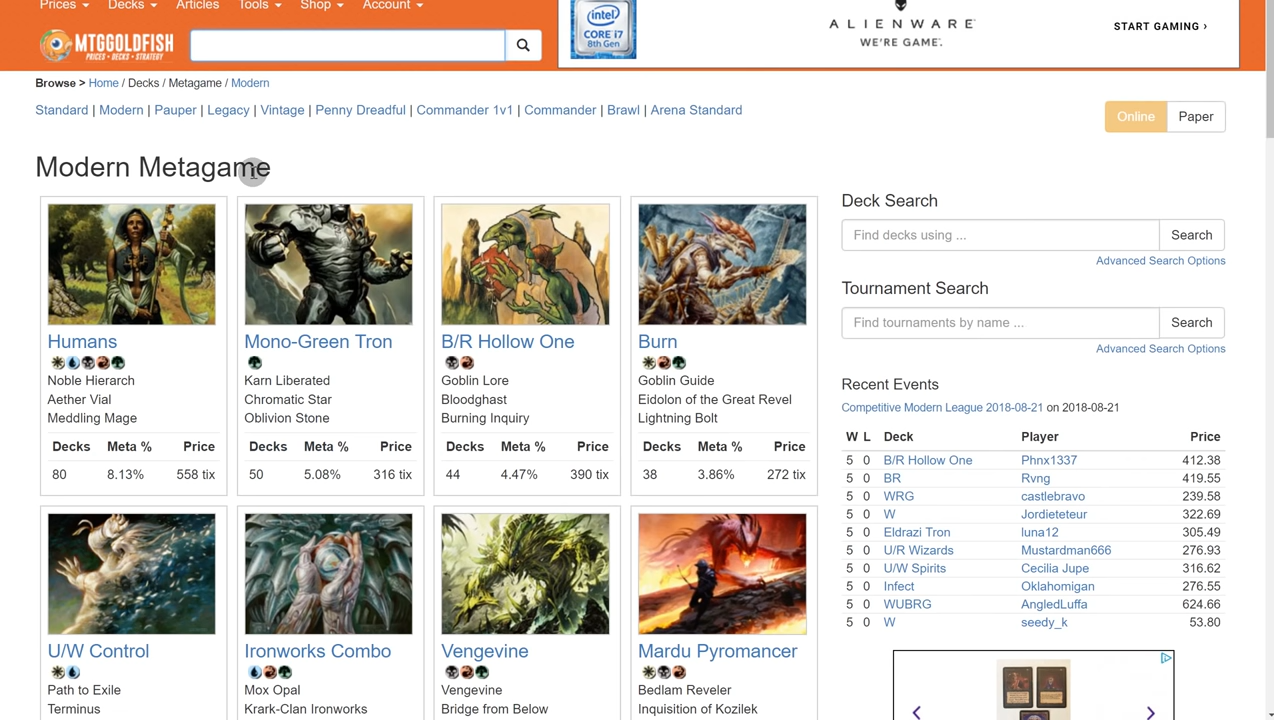 Prices Decks Articles Tools Shop Account
MTGGOLDFISH
PRICES • DECKS • STRATEGY
intel
CORE i7
8th Gen
ALIENWARE
WE'RE GAME.
START GAMING ›
Browse > Home / Decks / Metagame / Modern
Standard | Modern | Pauper | Legacy | Vintage | Penny Dreadful | Commander 1v1 | Commander | Brawl | Arena Standard
Online Paper
Modern Metagame
Humans
Noble Hierarch
Aether Vial
Meddling Mage
Decks Meta % Price
80 8.13% 558 tix
Mono-Green Tron
Karn Liberated
Chromatic Star
Oblivion Stone
Decks Meta % Price
50 5.08% 316 tix
B/R Hollow One
Goblin Lore
Bloodghast
Burning Inquiry
Decks Meta % Price
44 4.47% 390 tix
Burn
Goblin Guide
Eidolon of the Great Revel
Lightning Bolt
Decks Meta % Price
38 3.86% 272 tix
U/W Control
Path to Exile
Terminus
Ironworks Combo
Mox Opal
Krark-Clan Ironworks
Vengevine
Vengevine
Bridge from Below
Mardu Pyromancer
Bedlam Reveler
Inquisition of Kozilek
Deck Search
Find decks using ... Search
Advanced Search Options
Tournament Search
Find tournaments by name ... Search
Advanced Search Options
Recent Events
Competitive Modern League 2018-08-21 on 2018-08-21
W L Deck Player Price
5 0 B/R Hollow One Phnx1337 412.38
5 0 BR Rvng 419.55
5 0 WRG castlebravo 239.58
5 0 W Jordieteteur 322.69
5 0 Eldrazi Tron luna12 305.49
5 0 U/R Wizards Mustardman666 276.93
5 0 U/W Spirits Cecilia Jupe 316.62
5 0 Infect Oklahomigan 276.55
5 0 WUBRG AngledLuffa 624.66
5 0 W seedy_k 53.80